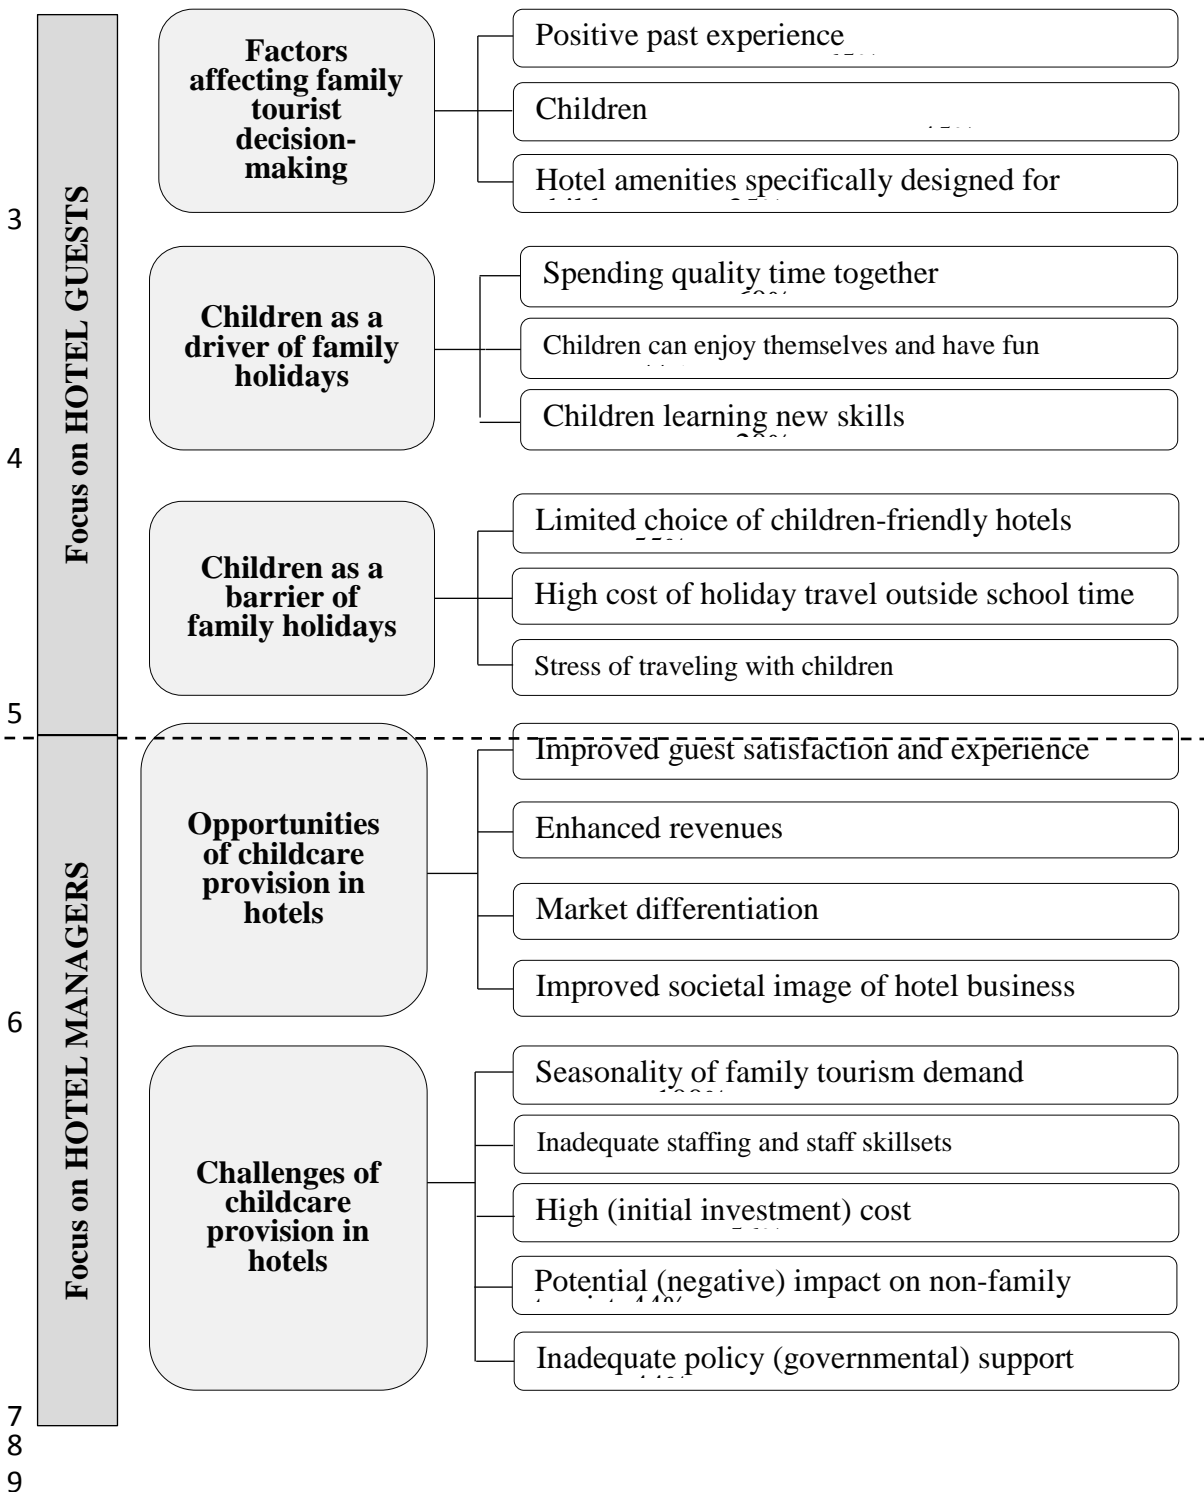 Focus on HOTEL GUESTS
Factors
affecting family
tourist
decision-
making
Positive past experience
Children
Hotel amenities specifically designed for
3
Children as a
driver of family
holidays
Spending quality time together
Children can enjoy themselves and have fun
Children learning new skills
4
Children as a
barrier of
family holidays
Limited choice of children-friendly hotels
High cost of holiday travel outside school time
Stress of traveling with children
5
Focus on HOTEL MANAGERS
Opportunities
of childcare
provision in
hotels
Improved guest satisfaction and experience
Enhanced revenues
Market differentiation
Improved societal image of hotel business
6
Challenges of
childcare
provision in
hotels
Seasonality of family tourism demand
Inadequate staffing and staff skillsets
High (initial investment) cost
Potential (negative) impact on non-family
Inadequate policy (governmental) support
7
8
9